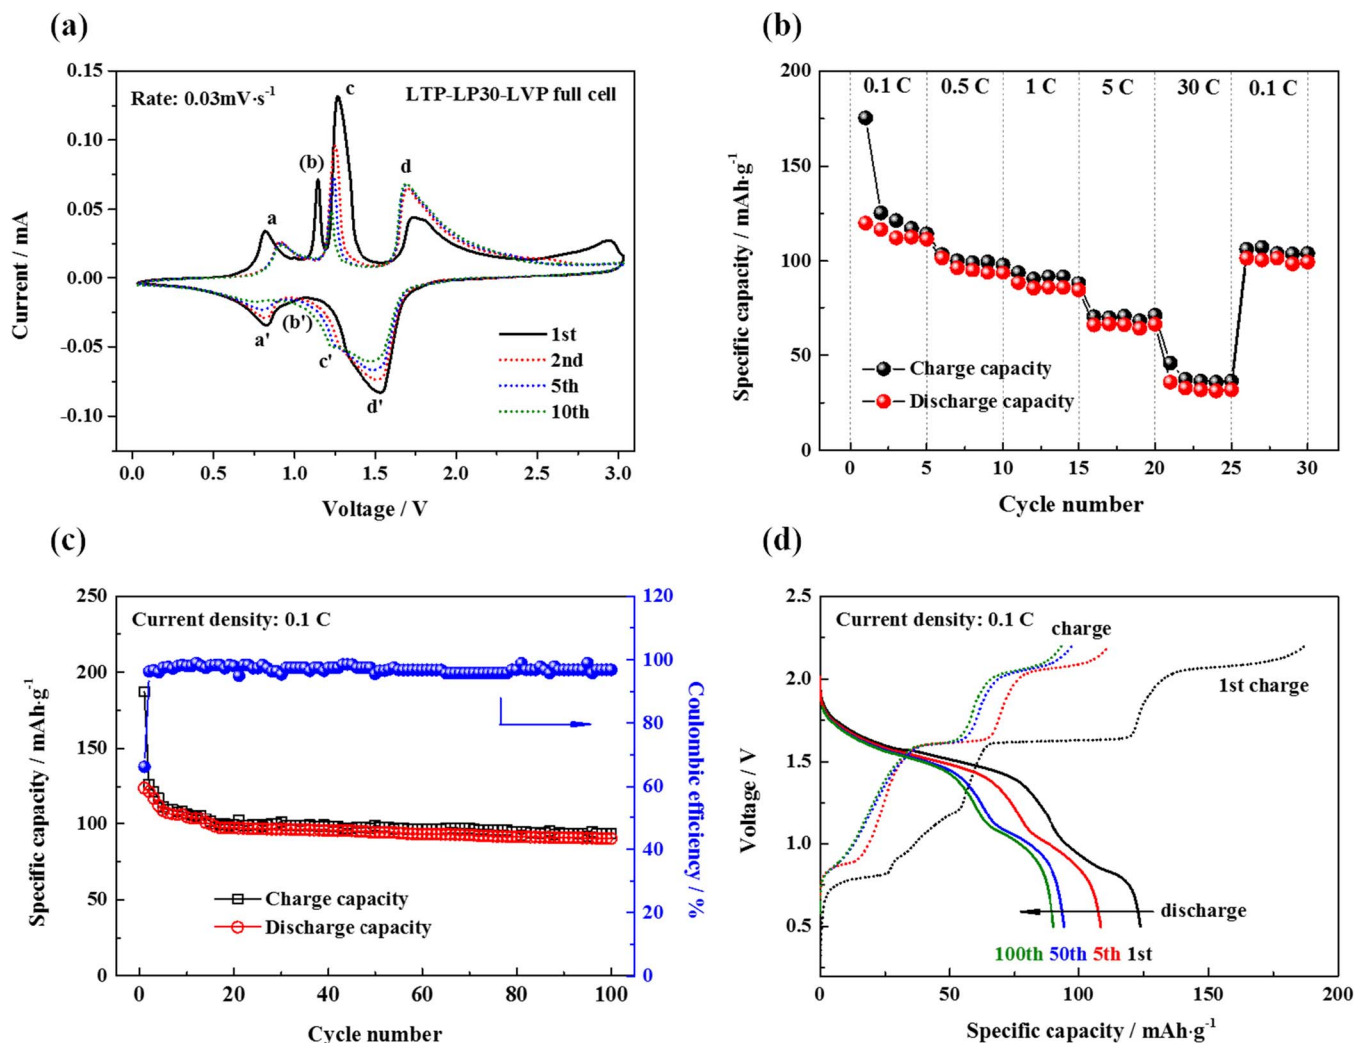 (a)
0.15
0.10
0.05
0.00
-0.05
-0.10
Current / mA
Rate: 0.03mV·s-1
LTP-LP30-LVP full cell
a
(b)
c
d
a'
(b')
c'
d'
1st
2nd
5th
10th
0.0 0.5 1.0 1.5 2.0 2.5 3.0
Voltage / V
(b)
200
150
100
50
0
Specific capacity / mAh·g-1
0.1 C 0.5 C 1 C 5 C 30 C 0.1 C
Charge capacity
Discharge capacity
0 5 10 15 20 25 30
Cycle number
(c)
250
200
150
100
50
0
Specific capacity / mAh·g-1
Current density: 0.1 C
Charge capacity
Discharge capacity
120
100
80
60
40
20
0
Coulombic efficiency / %
0 20 40 60 80 100
Cycle number
(d)
2.5
2.0
1.5
1.0
0.5
Voltage / V
Current density: 0.1 C
charge
1st charge
discharge
100th 50th 5th 1st
0 50 100 150 200
Specific capacity / mAh·g-1